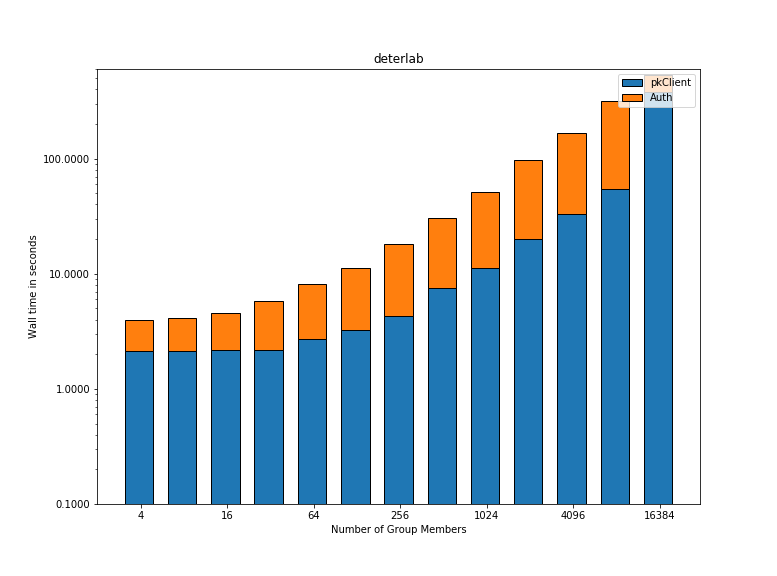 deterlab
pkClient
Auth
100.0000
10.0000
1.0000
0.1000
Wall time in seconds
4 16 64 256 1024 4096 16384
Number of Group Members